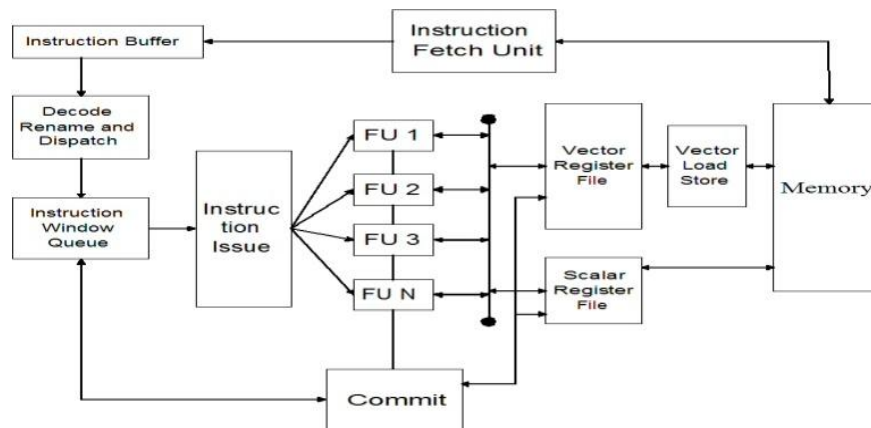 Instruction Buffer
Instruction
Fetch Unit
Decode
Rename and
Dispatch
Instruction
Window
Queue
Instruc
tion
Issue
FU 1
FU 2
FU 3
FU N
Commit
Vector
Register
File
Vector
Load
Store
Memory
Scalar
Register
File